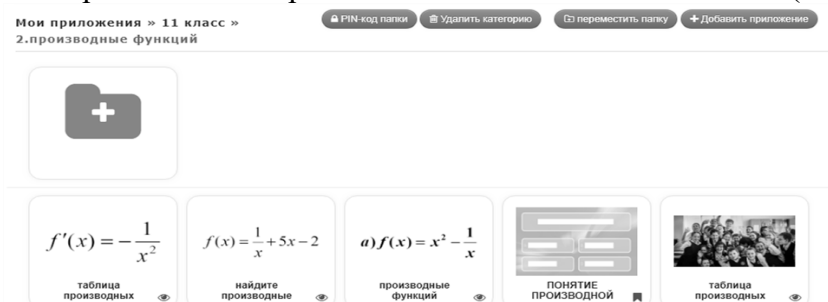 Мои приложения » 11 класс »
2.производные функций
PIN-код папки
Удалить категорию
переместить папку
Добавить приложение
f'(x) = -1/x²
f(x) = 1/x + 5x - 2
а) f(x) = x² - 1/x
таблица
производных
найдите
производные
производные
функций
ПОНЯТИЕ
ПРОИЗВОДНОЙ
таблица
производных